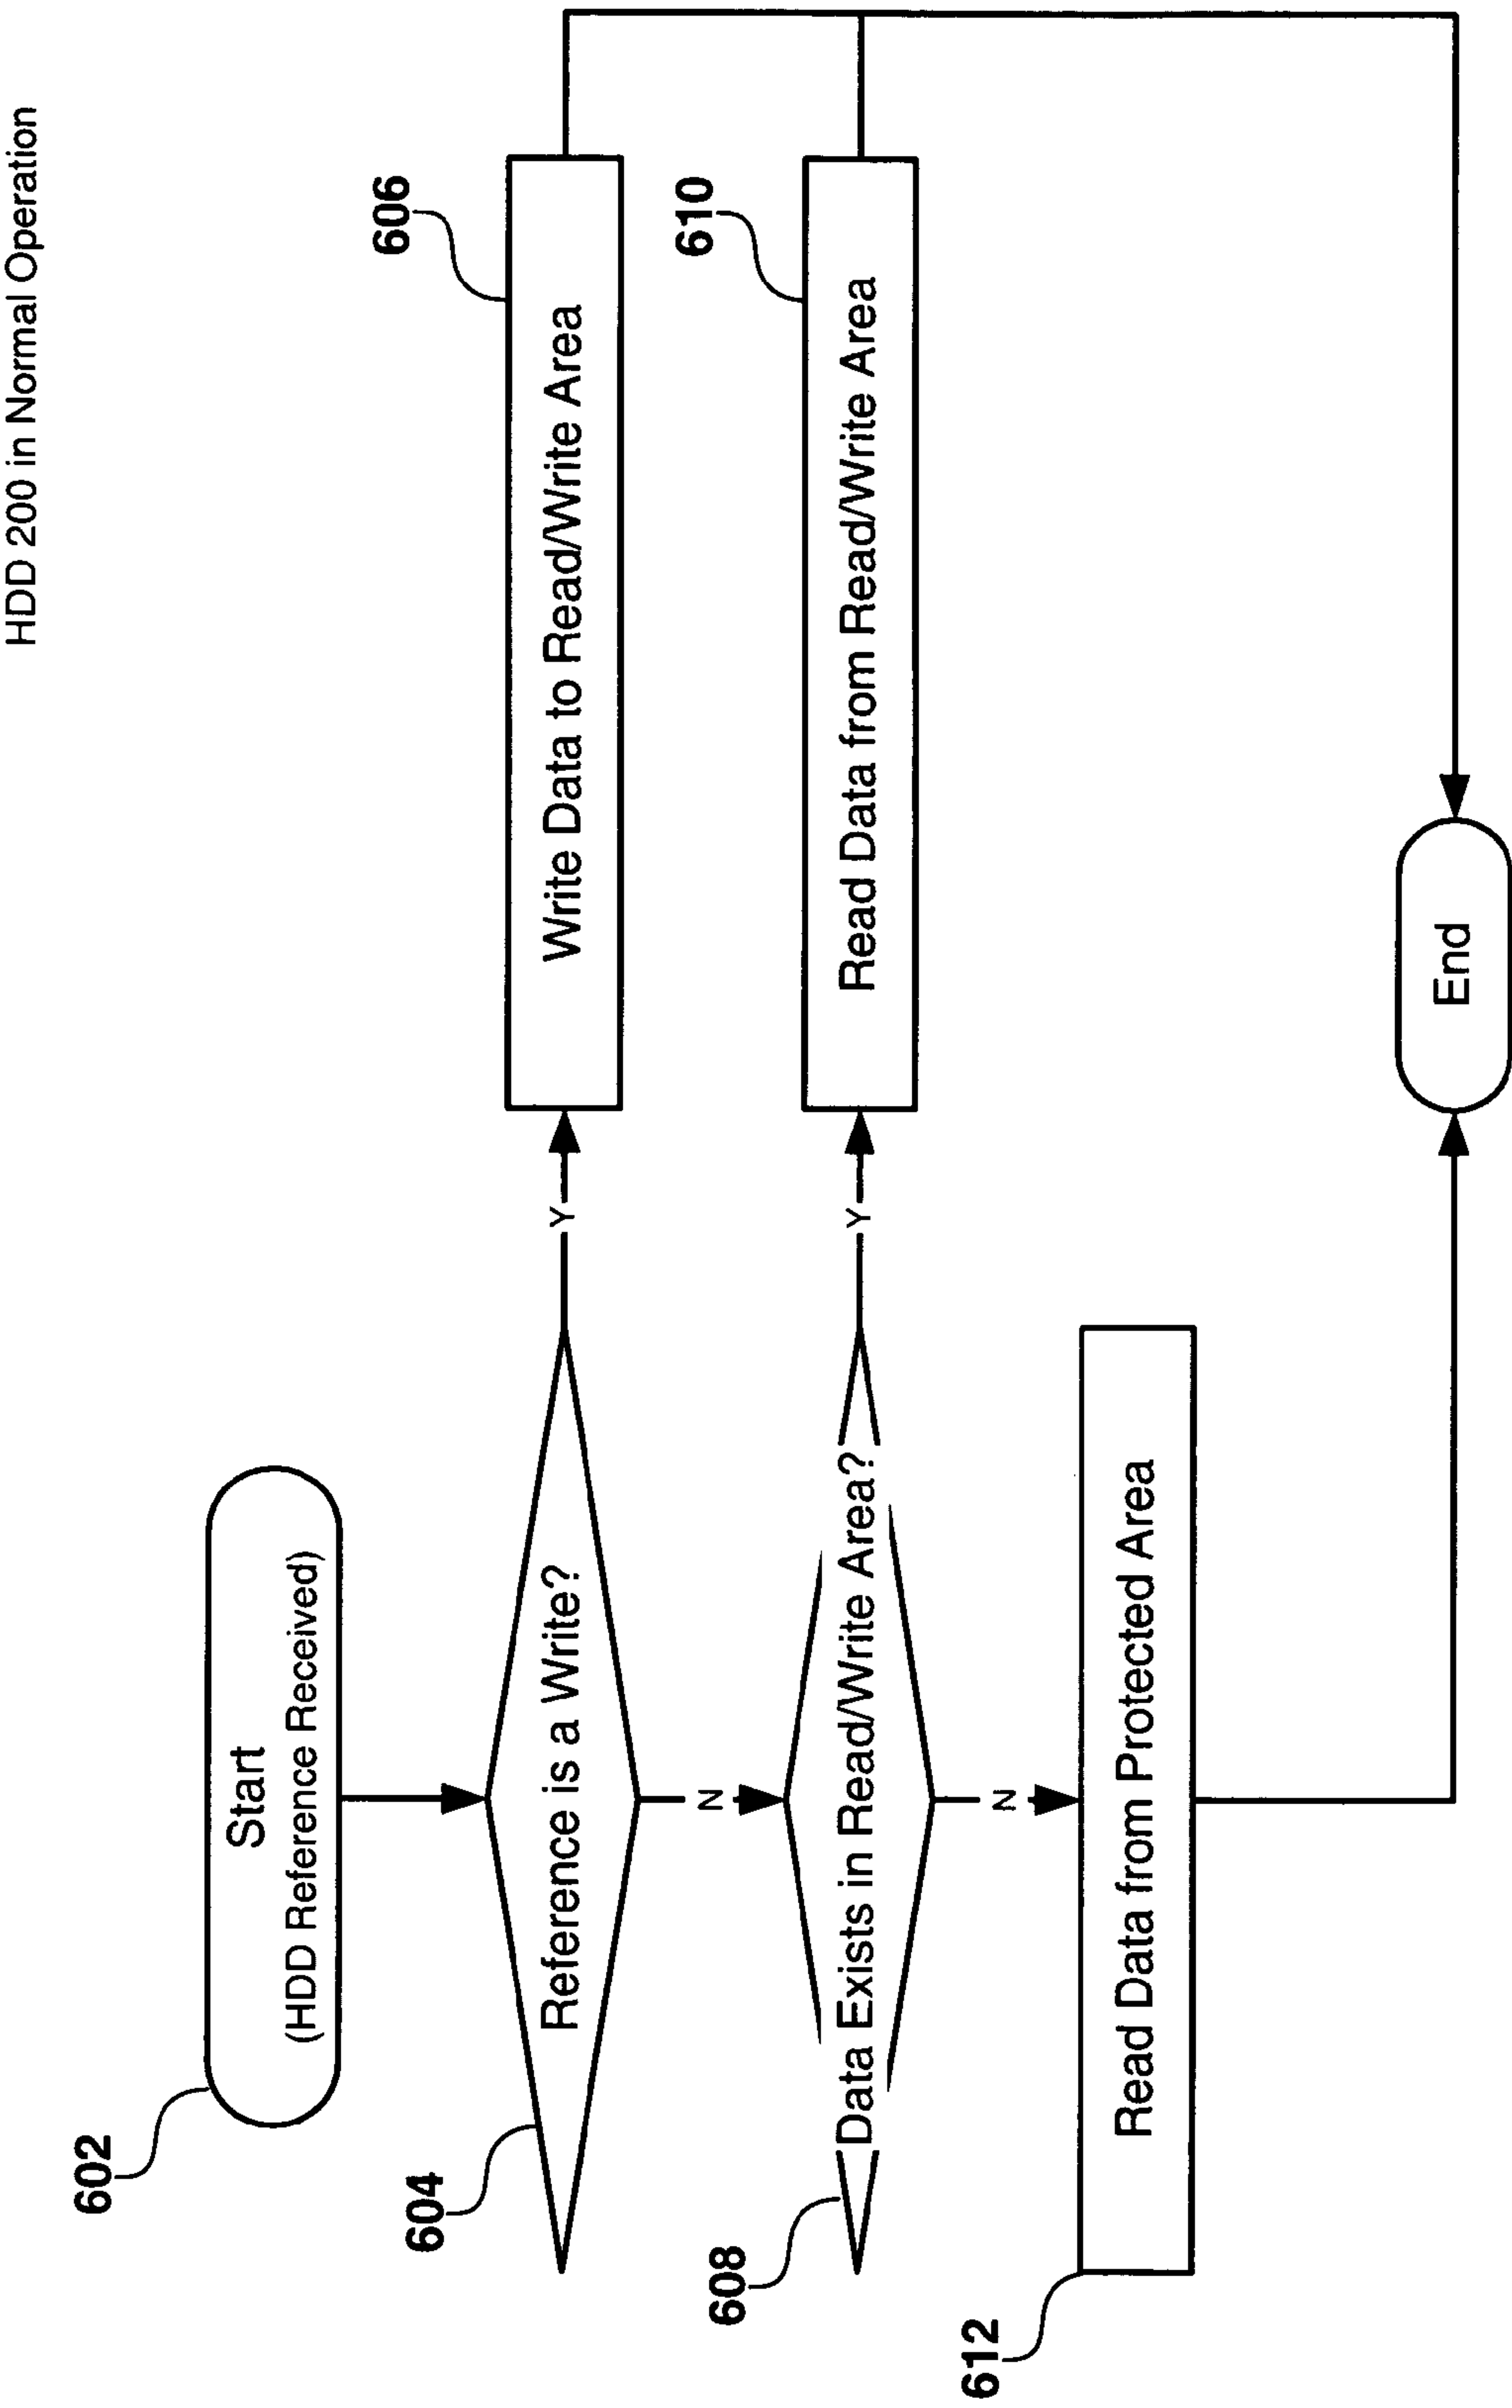 HDD 200 in Normal Operation
602
Start
(HDD Reference Received)
604
Reference is a Write?
Y
606
Write Data to Read/Write Area
N
608
Data Exists in Read/Write Area?
Y
610
Read Data from Read/Write Area
N
612
Read Data from Protected Area
End